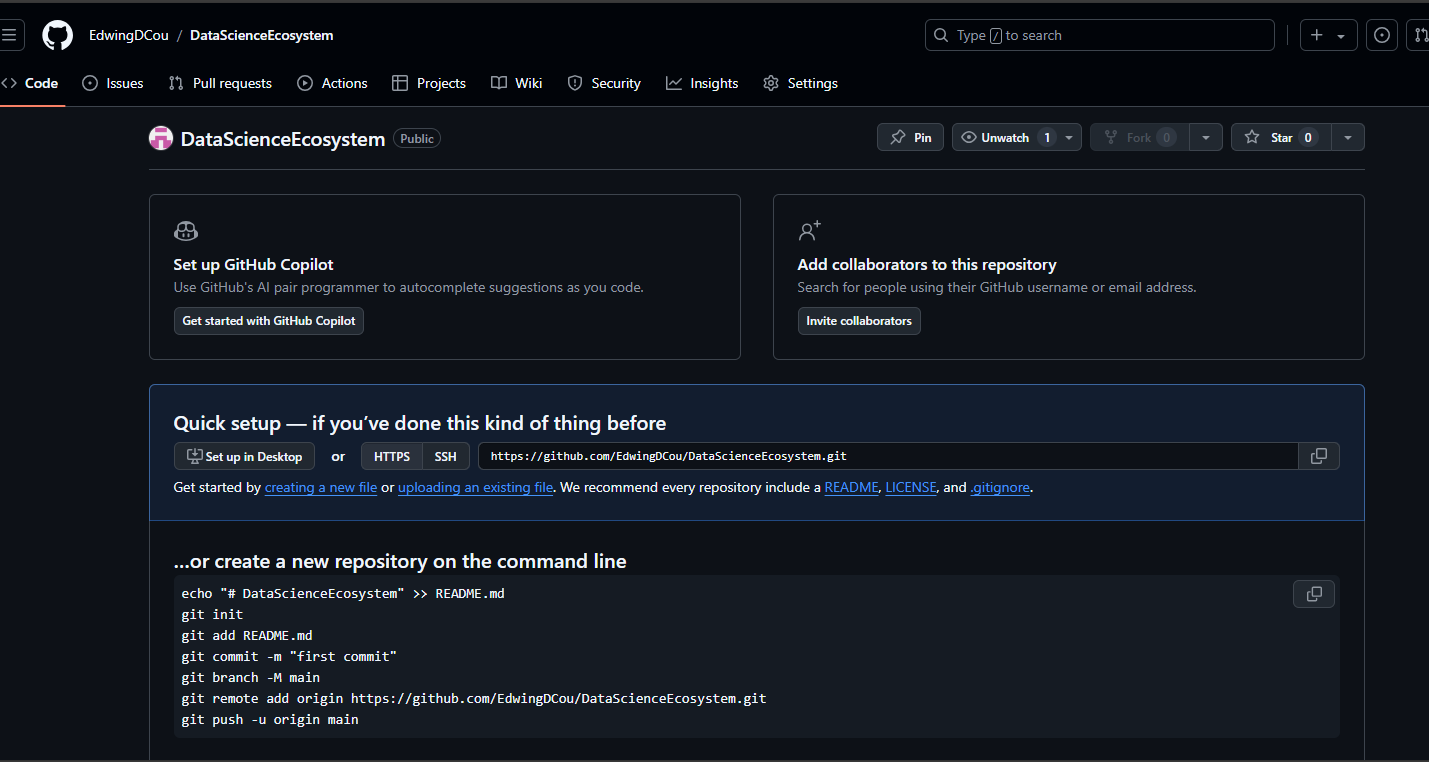 EdwingDCou / DataScienceEcosystem
Type / to search
Code Issues Pull requests Actions Projects Wiki Security Insights Settings
DataScienceEcosystem Public
Pin Unwatch 1 Fork 0 Star 0
Set up GitHub Copilot
Use GitHub's AI pair programmer to autocomplete suggestions as you code.
Get started with GitHub Copilot
Add collaborators to this repository
Search for people using their GitHub username or email address.
Invite collaborators
Quick setup — if you’ve done this kind of thing before
Set up in Desktop or HTTPS SSH https://github.com/EdwingDCou/DataScienceEcosystem.git
Get started by creating a new file or uploading an existing file. We recommend every repository include a README, LICENSE, and .gitignore.
…or create a new repository on the command line
echo "# DataScienceEcosystem" >> README.md
git init
git add README.md
git commit -m "first commit"
git branch -M main
git remote add origin https://github.com/EdwingDCou/DataScienceEcosystem.git
git push -u origin main